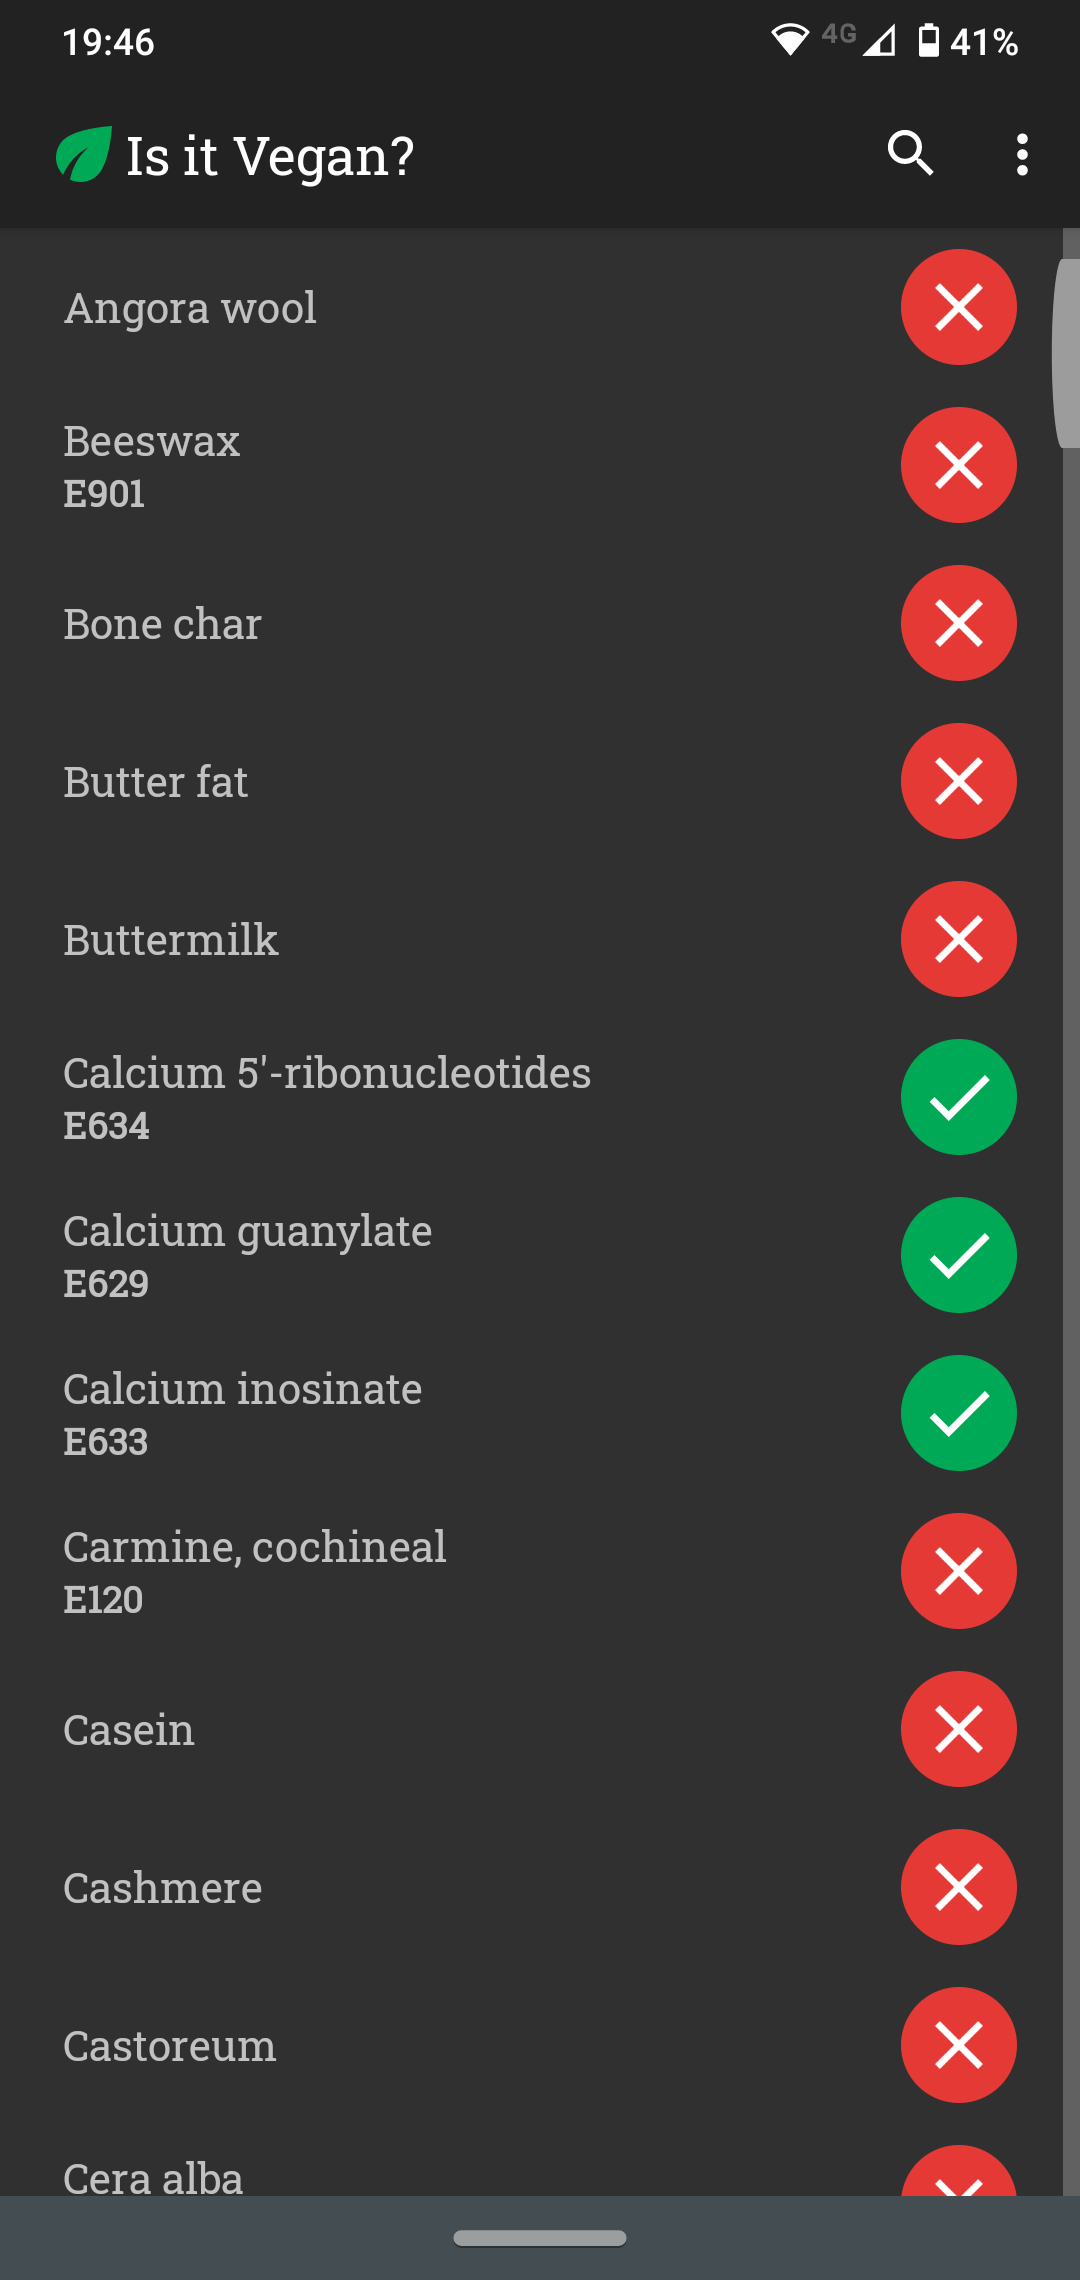 19:46
4G
41%
Is it Vegan?
Angora wool
Beeswax
E901
Bone char
Butter fat
Buttermilk
Calcium 5'-ribonucleotides
E634
Calcium guanylate
E629
Calcium inosinate
E633
Carmine, cochineal
E120
Casein
Cashmere
Castoreum
Cera alba